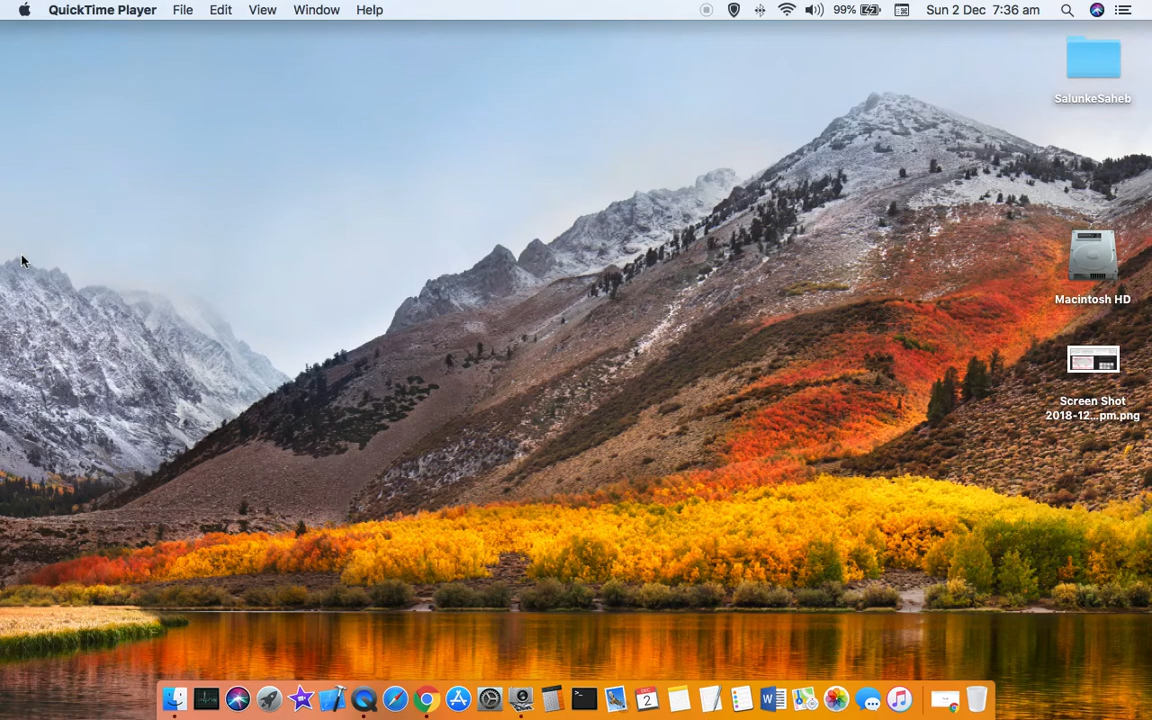 QuickTime Player File Edit View Window Help 99% Sun 2 Dec 7:36 am
SalunkeSaheb
Macintosh HD
Screen Shot
2018-12...pm.png
2